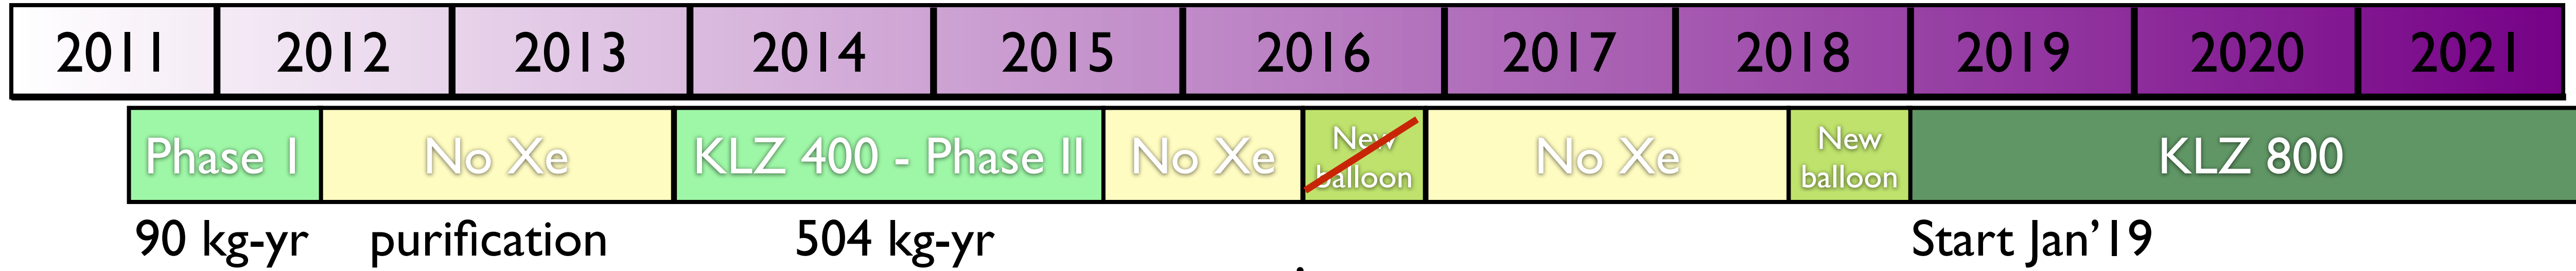 2011 2012 2013 2014 2015 2016 2017 2018 2019 2020 2021
Phase I No Xe KLZ 400 - Phase II No Xe New balloon No Xe New balloon KLZ 800
90 kg-yr purification 504 kg-yr Start Jan’19